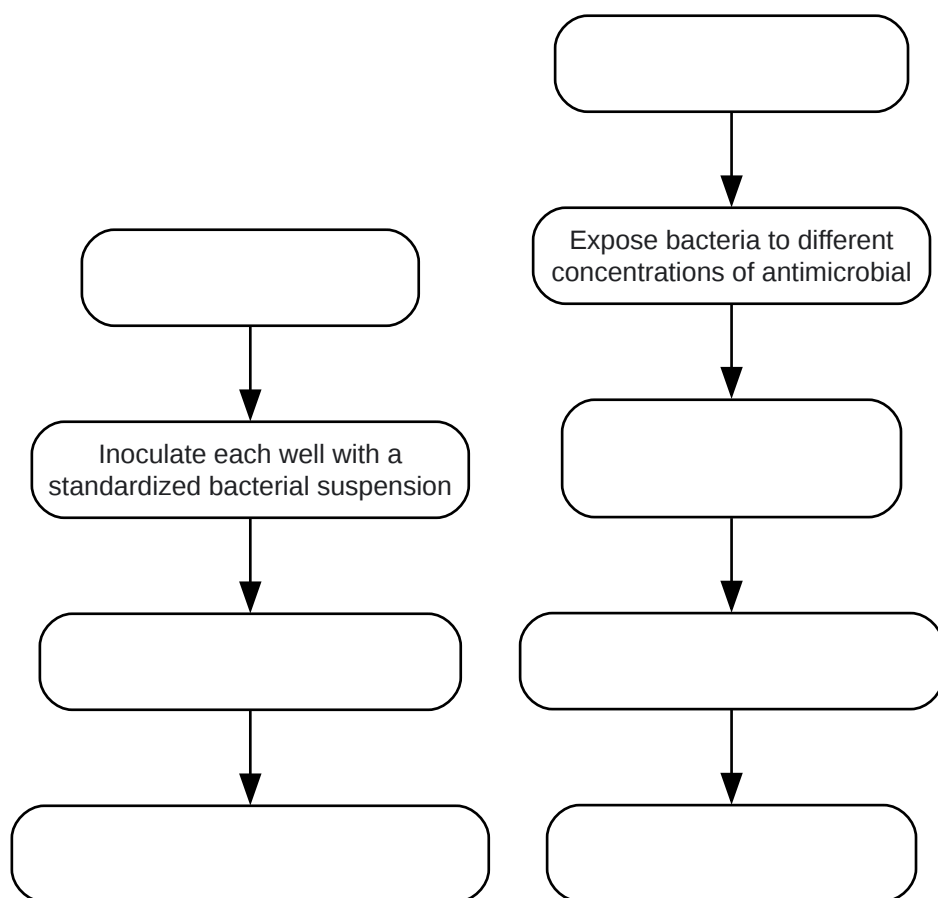 Expose bacteria to different
concentrations of antimicrobial
Inoculate each well with a
standardized bacterial suspension